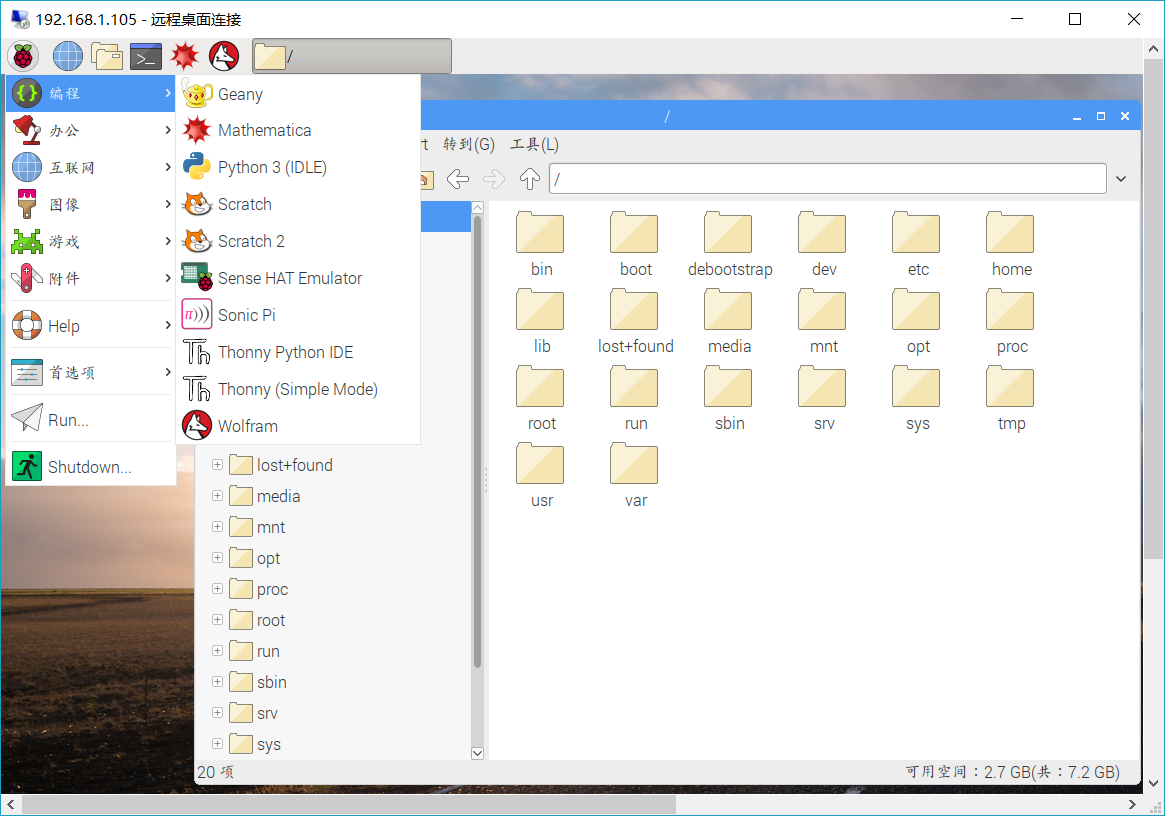 192.168.1.105 - 远程桌面连接
/
编程
办公
互联网
图像
游戏
附件
Help
首选项
Run...
Shutdown...
Geany
Mathematica
Python 3 (IDLE)
Scratch
Scratch 2
Sense HAT Emulator
Sonic Pi
Thonny Python IDE
Thonny (Simple Mode)
Wolfram
/
转到(G) 工具(L)
/
bin boot debootstrap dev etc home
lib lost+found media mnt opt proc
root run sbin srv sys tmp
usr var
lost+found
media
mnt
opt
proc
root
run
sbin
srv
sys
20 项
可用空间：2.7 GB(共：7.2 GB)